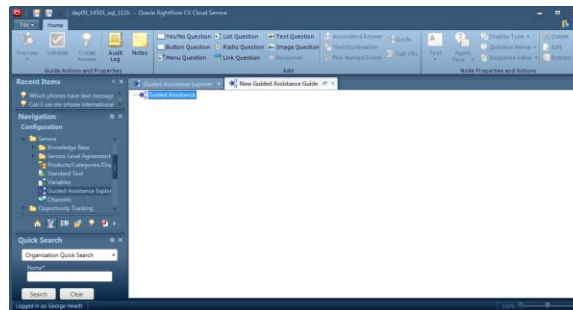 day09_14501_sql_111h - Oracle RightNow CX Cloud Service
File
Home
Yes/No Question List Question Text Question
Button Question Radio Question Image Question
Menu Question Link Question Response
Associated Answer
Text Explanation
Fire Named Event
Guide
Call URL
Display Type
Question Name
Response Value
Delete
Edit
Extract
Preview Validate Create Answer Audit Log Notes
Text Agent Text
Guide Actions and Properties
Add
Node Properties and Actions
Recent Items
Which phones have text messagi
Can I use my phone international
Guided Assistance Explorer
New Guided Assistance Guide
Guided Assistance
Navigation
Configuration
Service
Knowledge Base
Service Level Agreement
Products/Categories/Disp
Standard Text
Variables
Guided Assistance Explor
Channels
Opportunity Tracking
Quick Search
Organization Quick Search
Name*
Search Clear
Logged in as George Hewitt
100%